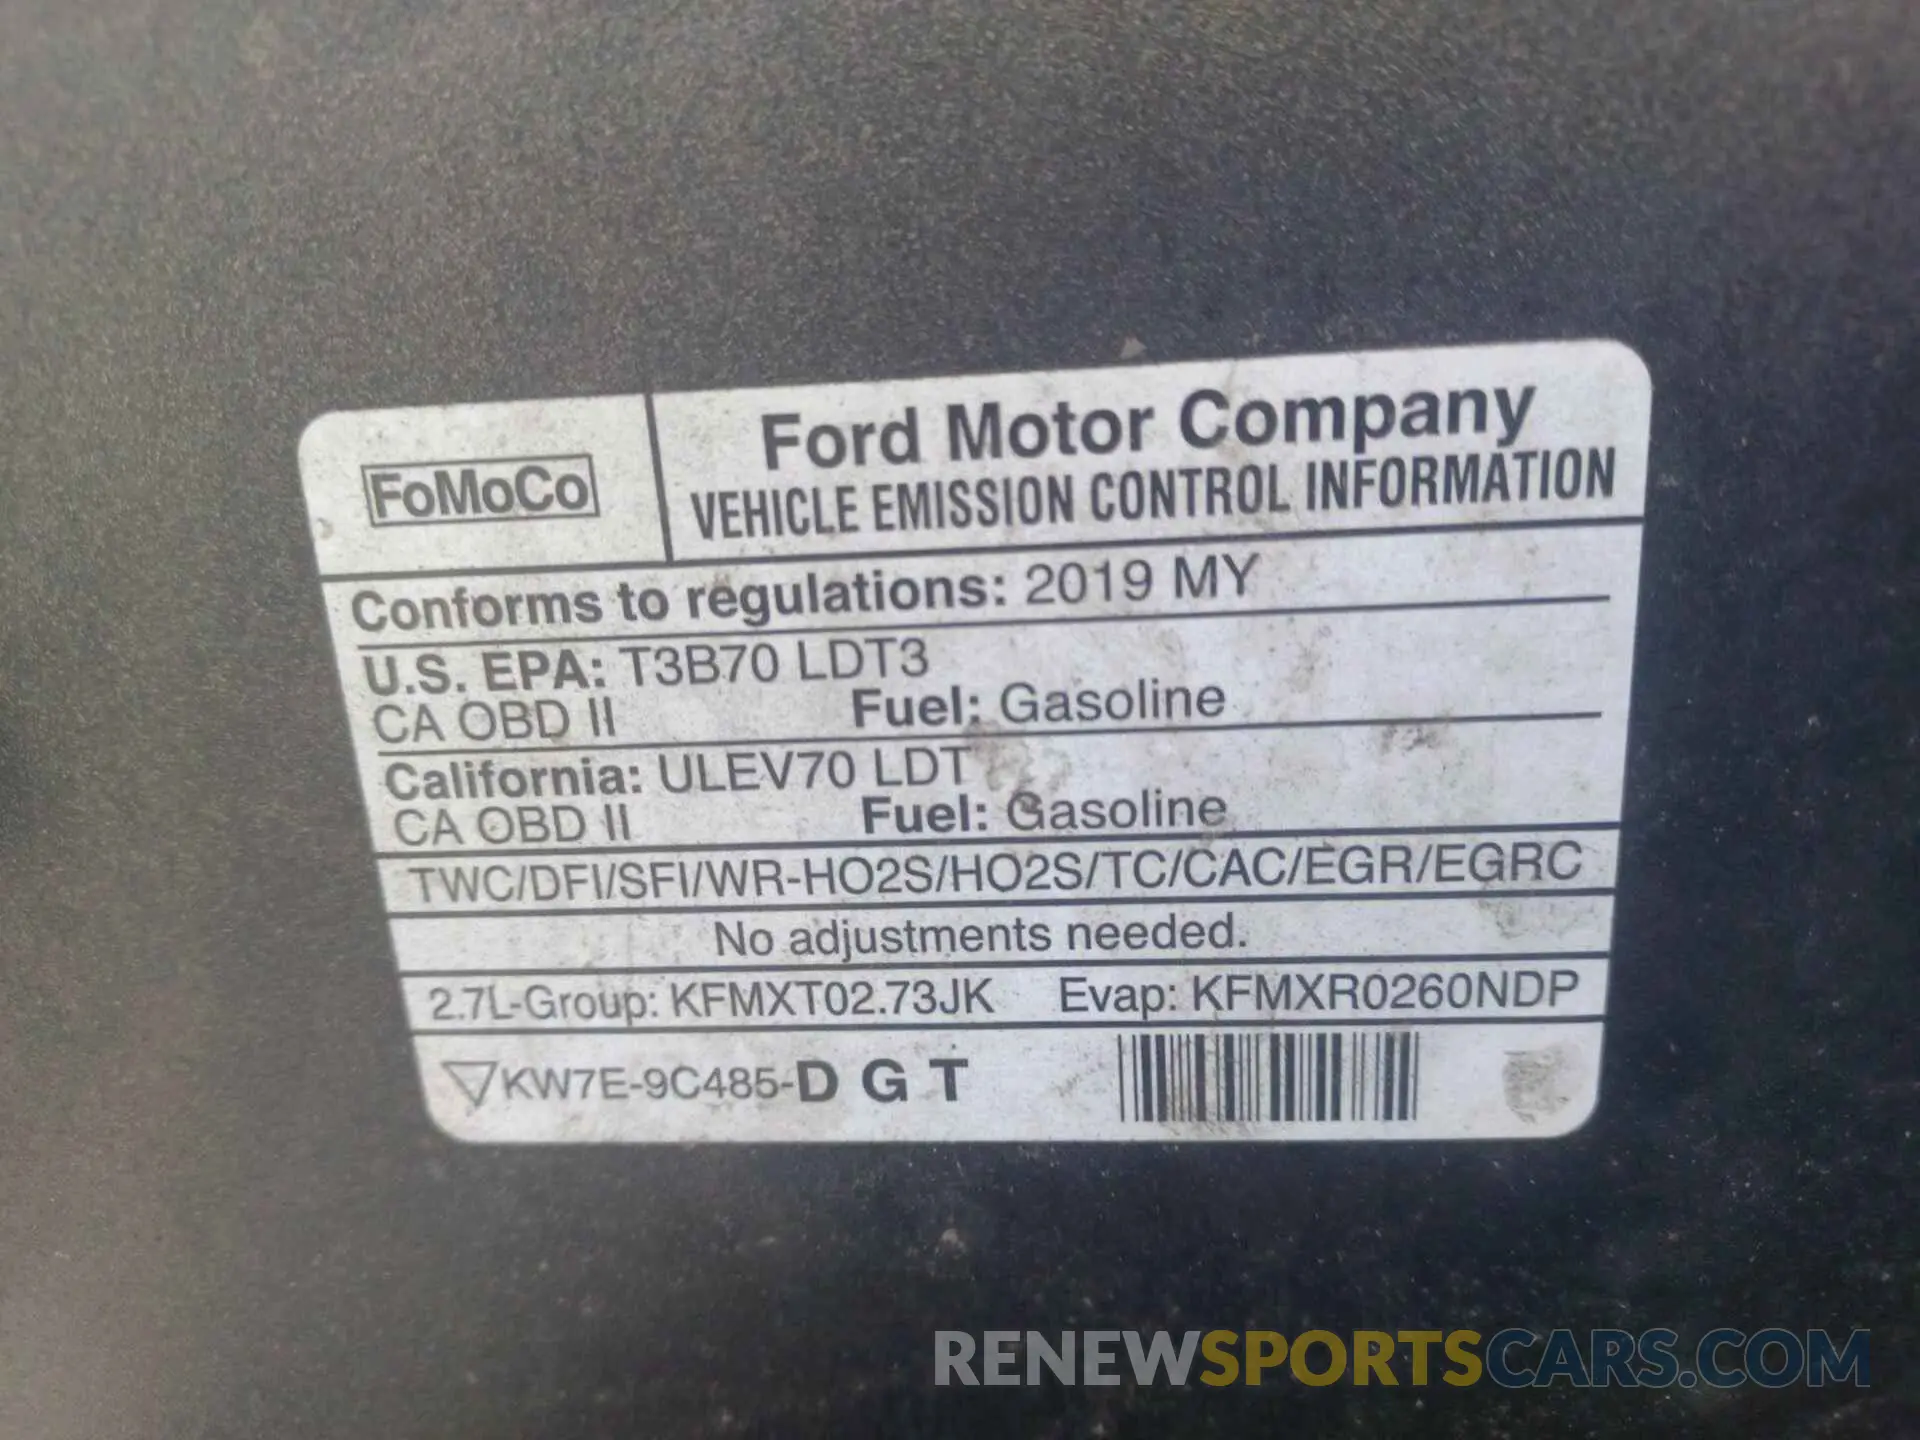 FoMoCo
Ford Motor Company
VEHICLE EMISSION CONTROL INFORMATION
Conforms to regulations: 2019 MY
U.S. EPA: T3B70 LDT3
CA OBD II Fuel: Gasoline
California: ULEV70 LDT
CA OBD II Fuel: Gasoline
TWC/DFI/SFI/WR-HO2S/HO2S/TC/CAC/EGR/EGRC
No adjustments needed.
2.7L-Group: KFMXT02.73JK Evap: KFMXR0260NDP
KW7E-9C485-D G T
RENEWSPORTSCARS.COM